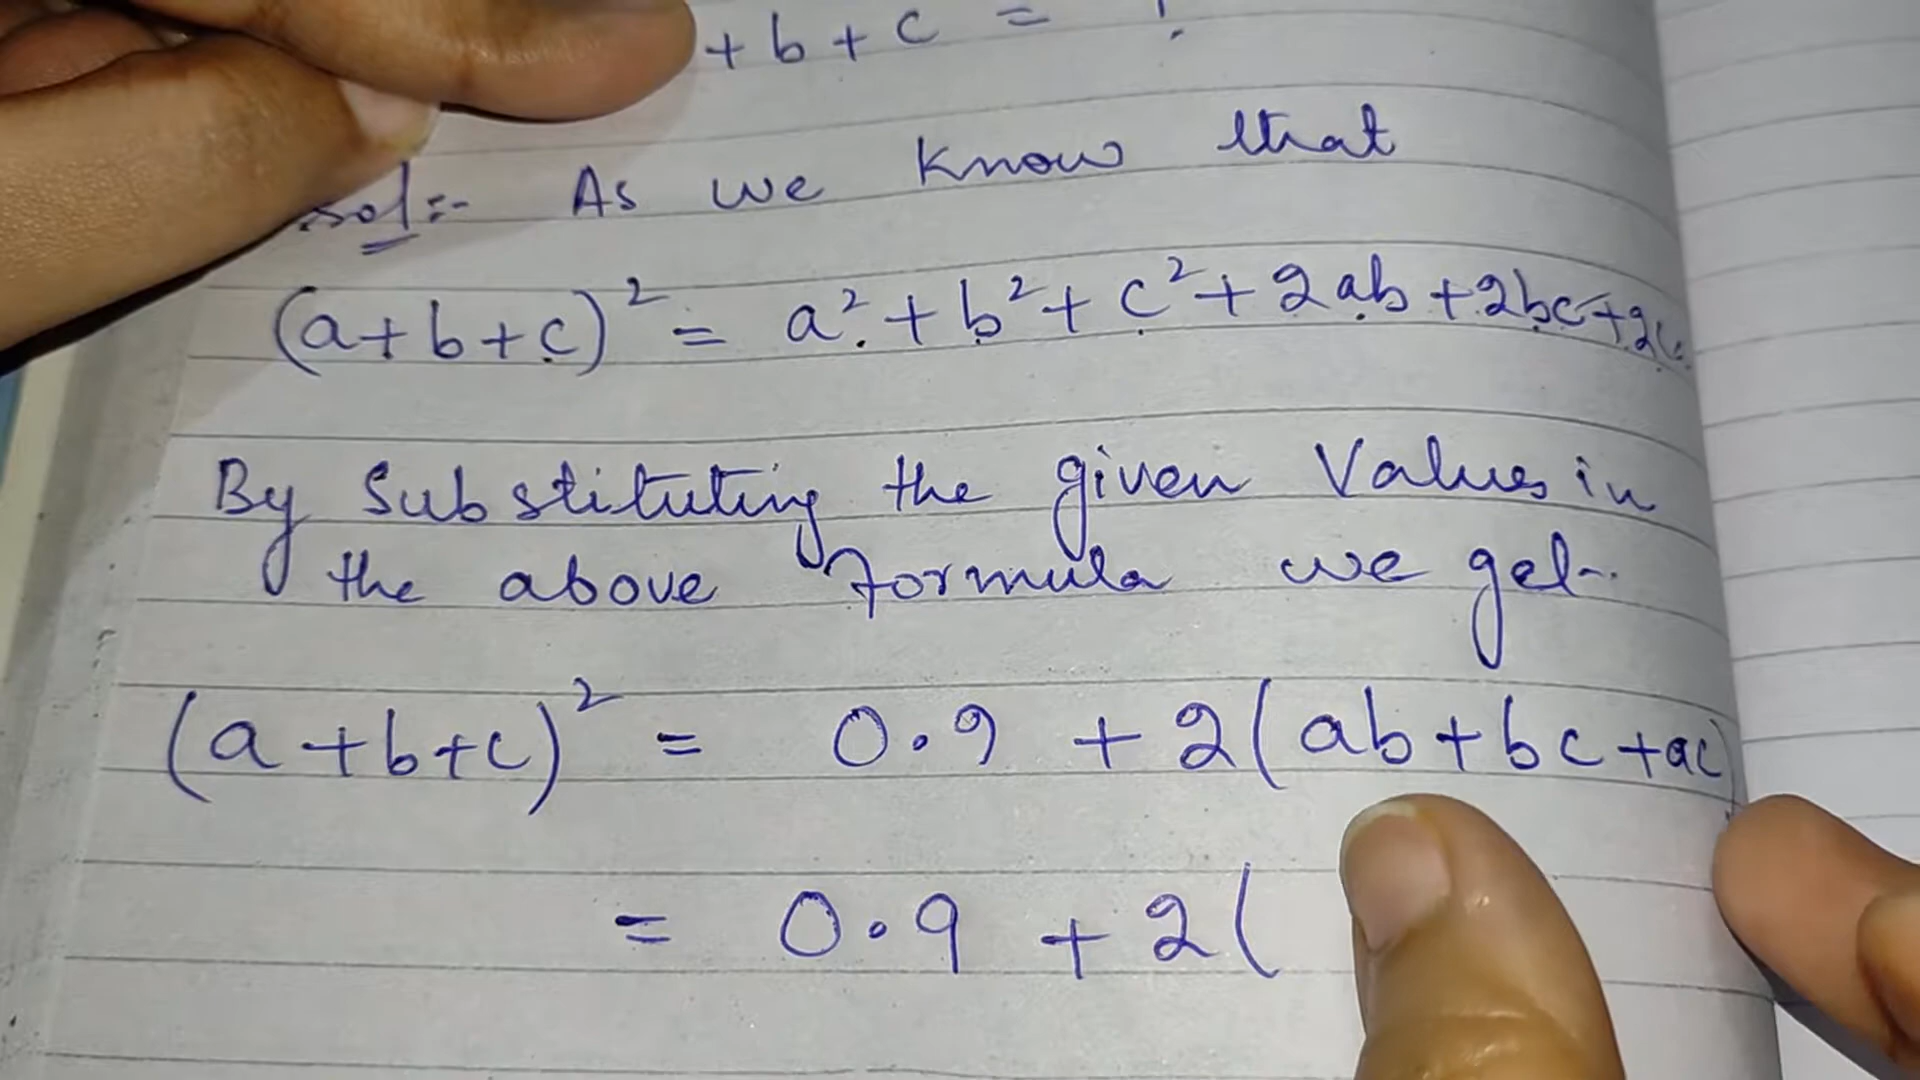 + b + c = ?
Sol:- As we know that
(a+b+c)² = a² + b² + c² + 2ab + 2bc + 2c
By Substituting the given Values in
the above formula we get-
(a+b+c)² = 0.9 + 2(ab+bc+ac)
= 0.9 + 2(